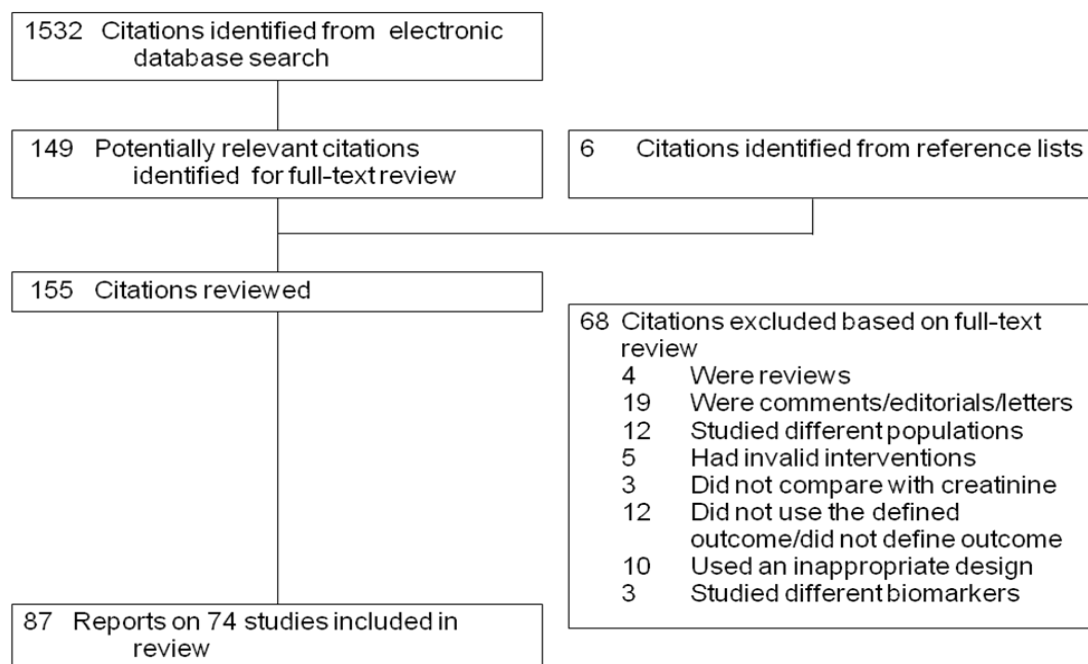 1532 Citations identified from electronic
database search
149 Potentially relevant citations
identified for full-text review
6 Citations identified from reference lists
155 Citations reviewed
68 Citations excluded based on full-text
review
4 Were reviews
19 Were comments/editorials/letters
12 Studied different populations
5 Had invalid interventions
3 Did not compare with creatinine
12 Did not use the defined
outcome/did not define outcome
10 Used an inappropriate design
3 Studied different biomarkers
87 Reports on 74 studies included in
review